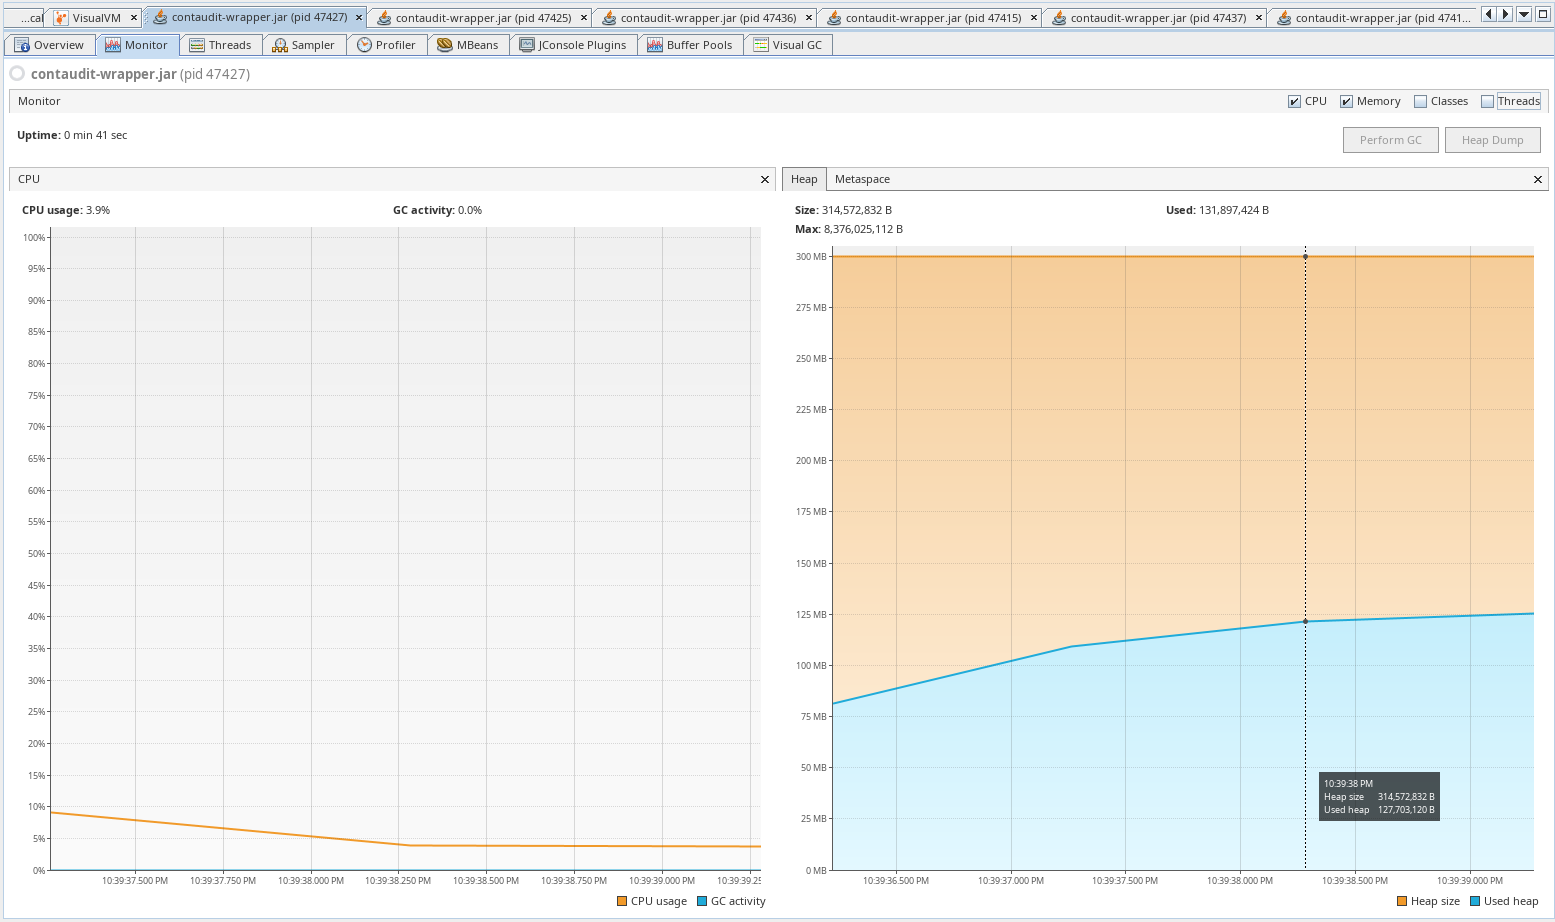 ...cal VisualVM contaudit-wrapper.jar (pid 47427) contaudit-wrapper.jar (pid 47425) contaudit-wrapper.jar (pid 47436) contaudit-wrapper.jar (pid 47415) contaudit-wrapper.jar (pid 47437) contaudit-wrapper.jar (pid 4741...
Overview Monitor Threads Sampler Profiler MBeans JConsole Plugins Buffer Pools Visual GC
contaudit-wrapper.jar (pid 47427)
Monitor CPU Memory Classes Threads
Uptime: 0 min 41 sec Perform GC Heap Dump
CPU
CPU usage: 3.9% GC activity: 0.0%
100%
95%
90%
85%
80%
75%
70%
65%
60%
55%
50%
45%
40%
35%
30%
25%
20%
15%
10%
5%
0%
10:39:37.500 PM 10:39:37.750 PM 10:39:38.000 PM 10:39:38.250 PM 10:39:38.500 PM 10:39:38.750 PM 10:39:39.000 PM 10:39:39.25
CPU usage GC activity
Heap Metaspace
Size: 314,572,832 B Used: 131,897,424 B
Max: 8,376,025,112 B
300 MB
275 MB
250 MB
225 MB
200 MB
175 MB
150 MB
125 MB
100 MB
75 MB
50 MB
25 MB
0 MB
10:39:38 PM
Heap size 314,572,832 B
Used heap 127,703,120 B
10:39:36.500 PM 10:39:37.000 PM 10:39:37.500 PM 10:39:38.000 PM 10:39:38.500 PM 10:39:39.000 PM
Heap size Used heap